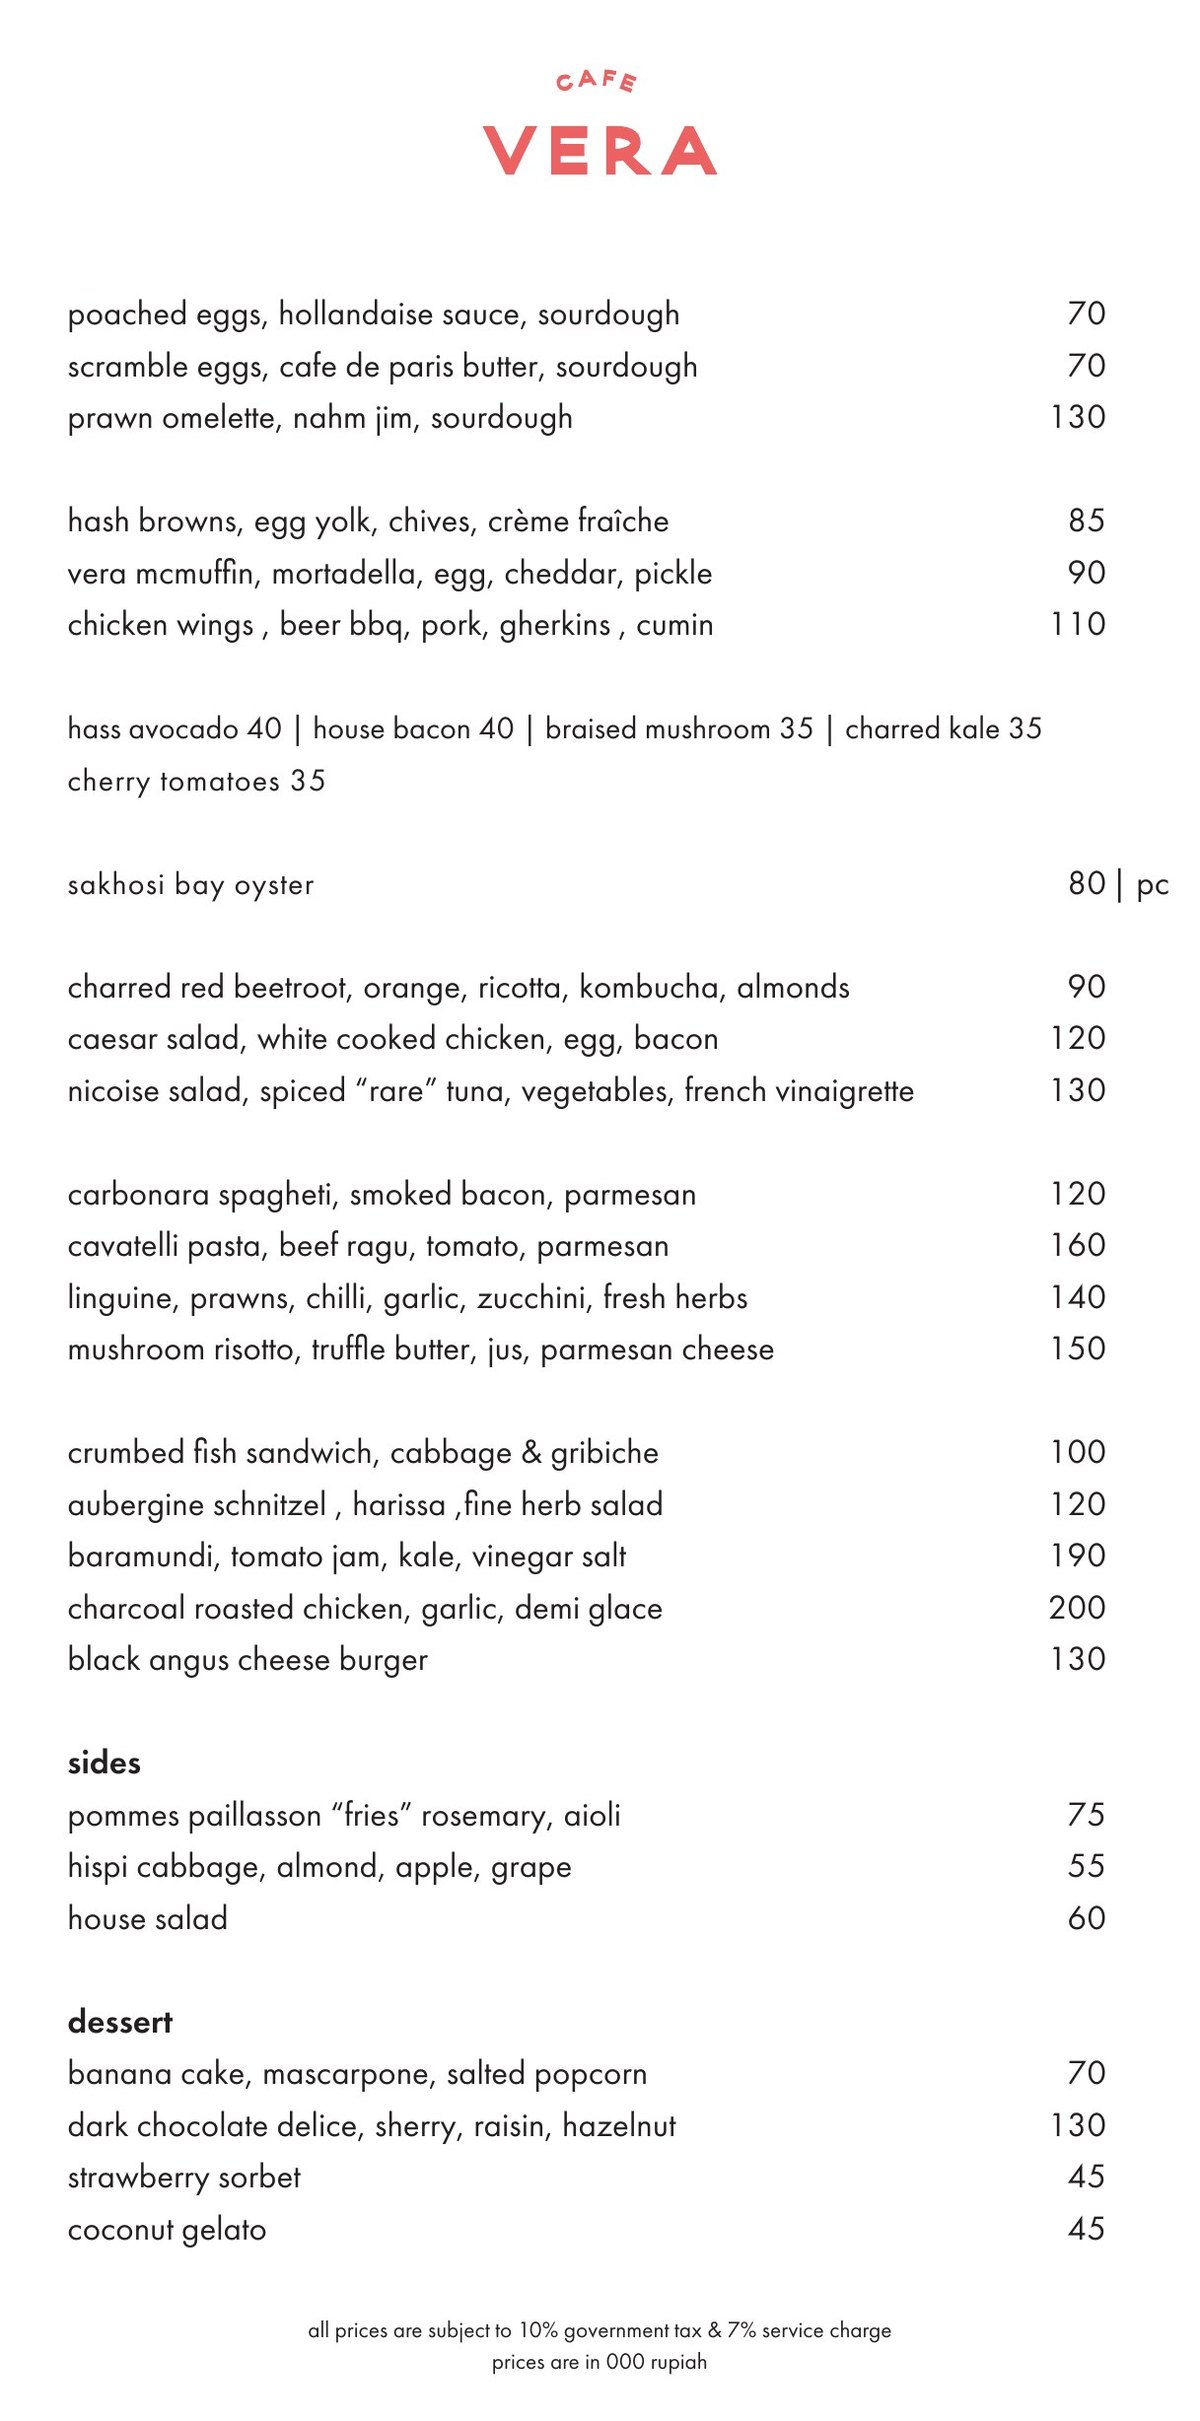 CAFE
VERA
poached eggs, hollandaise sauce, sourdough 70
scramble eggs, cafe de paris butter, sourdough 70
prawn omelette, nahm jim, sourdough 130
hash browns, egg yolk, chives, crème fraîche 85
vera mcmuffin, mortadella, egg, cheddar, pickle 90
chicken wings , beer bbq, pork, gherkins , cumin 110
hass avocado 40 | house bacon 40 | braised mushroom 35 | charred kale 35
cherry tomatoes 35
sakhosi bay oyster 80 | pc
charred red beetroot, orange, ricotta, kombucha, almonds 90
caesar salad, white cooked chicken, egg, bacon 120
nicoise salad, spiced “rare” tuna, vegetables, french vinaigrette 130
carbonara spagheti, smoked bacon, parmesan 120
cavatelli pasta, beef ragu, tomato, parmesan 160
linguine, prawns, chilli, garlic, zucchini, fresh herbs 140
mushroom risotto, truffle butter, jus, parmesan cheese 150
crumbed fish sandwich, cabbage & gribiche 100
aubergine schnitzel , harissa ,fine herb salad 120
baramundi, tomato jam, kale, vinegar salt 190
charcoal roasted chicken, garlic, demi glace 200
black angus cheese burger 130
sides
pommes paillasson “fries” rosemary, aioli 75
hispi cabbage, almond, apple, grape 55
house salad 60
dessert
banana cake, mascarpone, salted popcorn 70
dark chocolate delice, sherry, raisin, hazelnut 130
strawberry sorbet 45
coconut gelato 45
all prices are subject to 10% government tax & 7% service charge
prices are in 000 rupiah